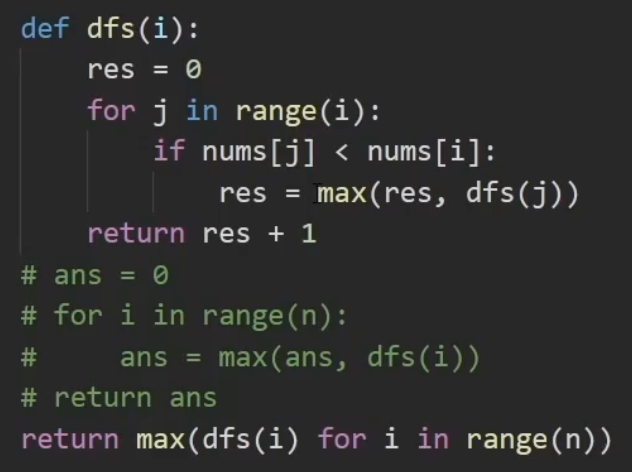 def dfs(i):
    res = 0
    for j in range(i):
        if nums[j] < nums[i]:
            res = max(res, dfs(j))
    return res + 1
# ans = 0
# for i in range(n):
#     ans = max(ans, dfs(i))
# return ans
return max(dfs(i) for i in range(n))